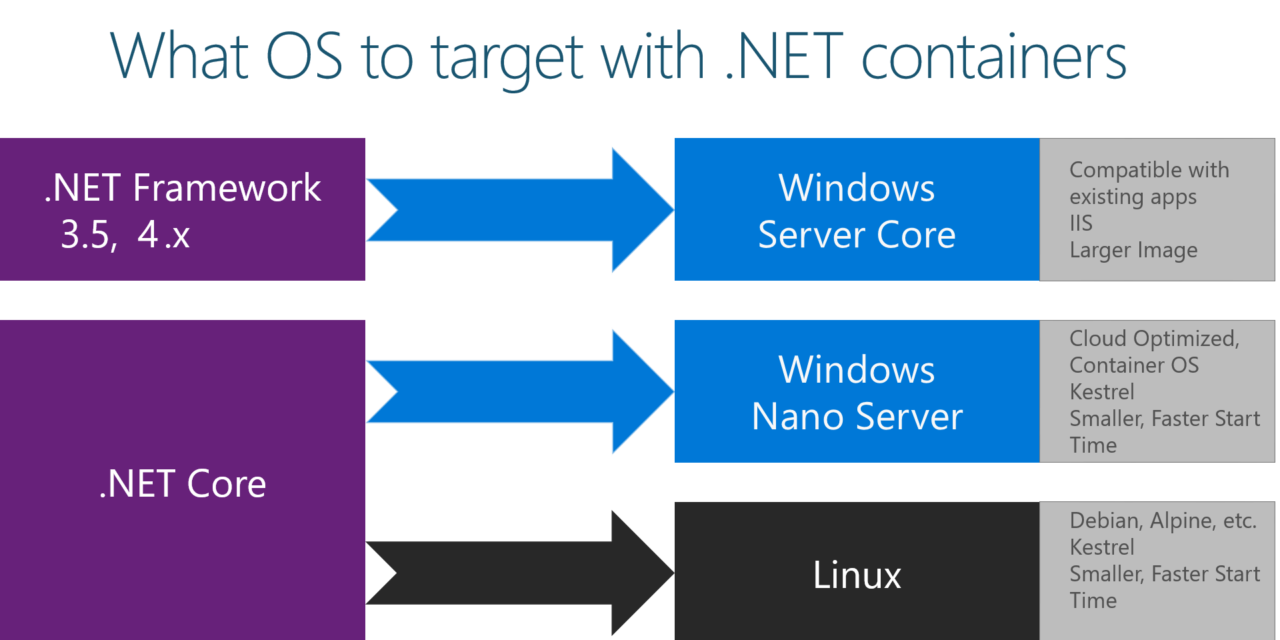 What OS to target with .NET containers
.NET Framework
3.5, 4.x
Windows
Server Core
Compatible with
existing apps
IIS
Larger Image
.NET Core
Windows
Nano Server
Cloud Optimized,
Container OS
Kestrel
Smaller, Faster Start
Time
Linux
Debian, Alpine, etc.
Kestrel
Smaller, Faster Start
Time